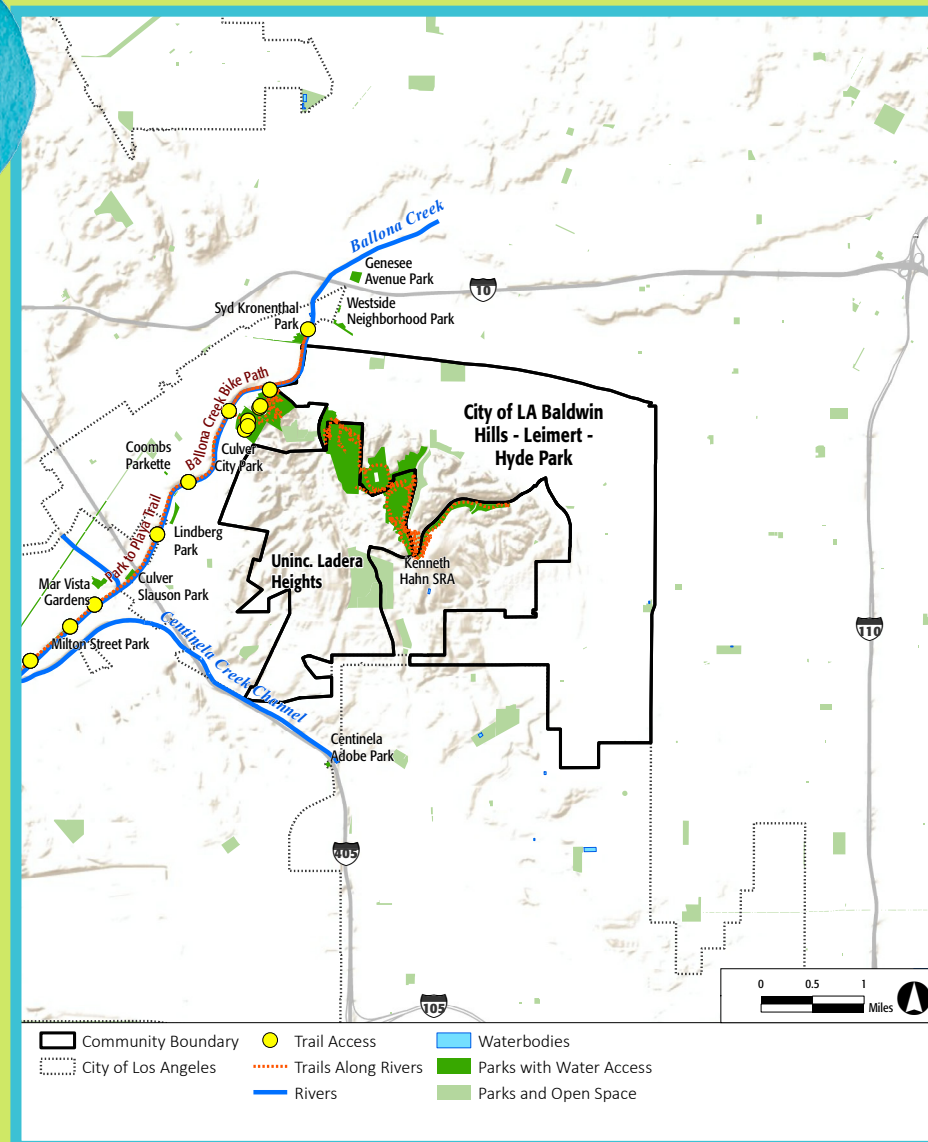 Ballona Creek
Genesee
Avenue Park
10
Syd Kronenthal
Park
Westside
Neighborhood Park
Ballona Creek Bike Path
City of LA Baldwin
Hills - Leimert -
Hyde Park
Coombs
Parkette
Culver
City Park
Park to Playa Trail
Lindberg
Park
Uninc. Ladera
Heights
Kenneth
Hahn SRA
Mar Vista
Gardens
Culver
Slauson Park
110
Milton Street Park
Centinela Creek Channel
Centinela
Adobe Park
405
105
0 0.5 1
Miles
Community Boundary
City of Los Angeles
Trail Access
Trails Along Rivers
Rivers
Waterbodies
Parks with Water Access
Parks and Open Space